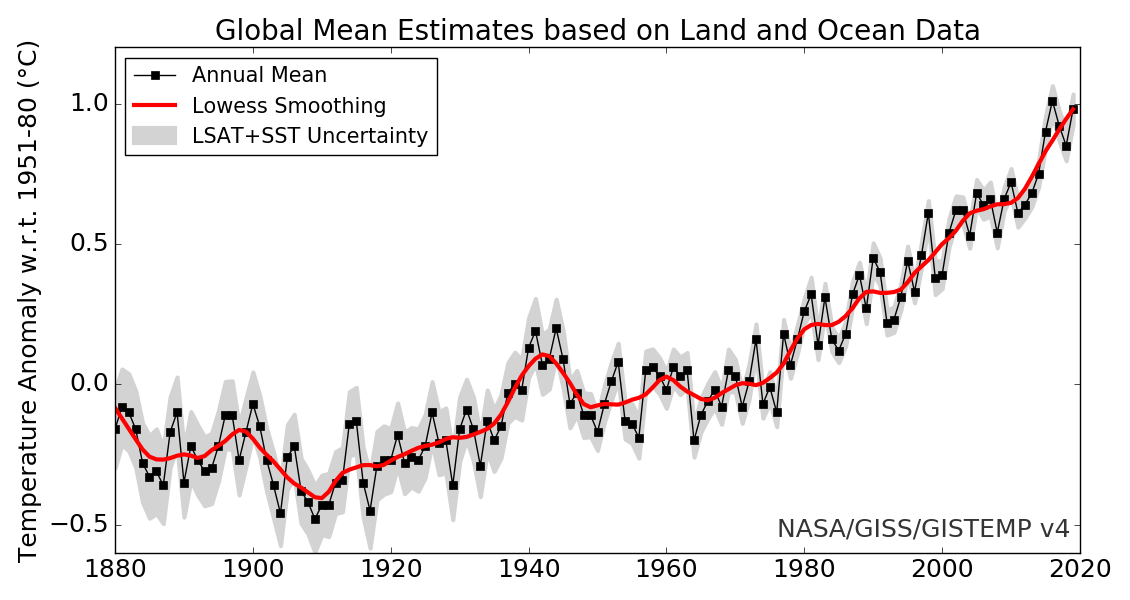 Global Mean Estimates based on Land and Ocean Data
Temperature Anomaly w.r.t. 1951-80 (°C)
Annual Mean
Lowess Smoothing
LSAT+SST Uncertainty
1.0
0.5
0.0
−0.5
NASA/GISS/GISTEMP v4
1880 1900 1920 1940 1960 1980 2000 2020